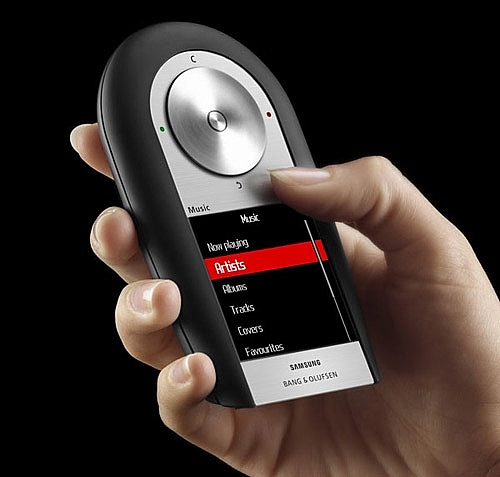 Music
Music
Now playing
Artists
Albums
Tracks
Covers
Favourites
SAMSUNG
BANG & OLUFSEN